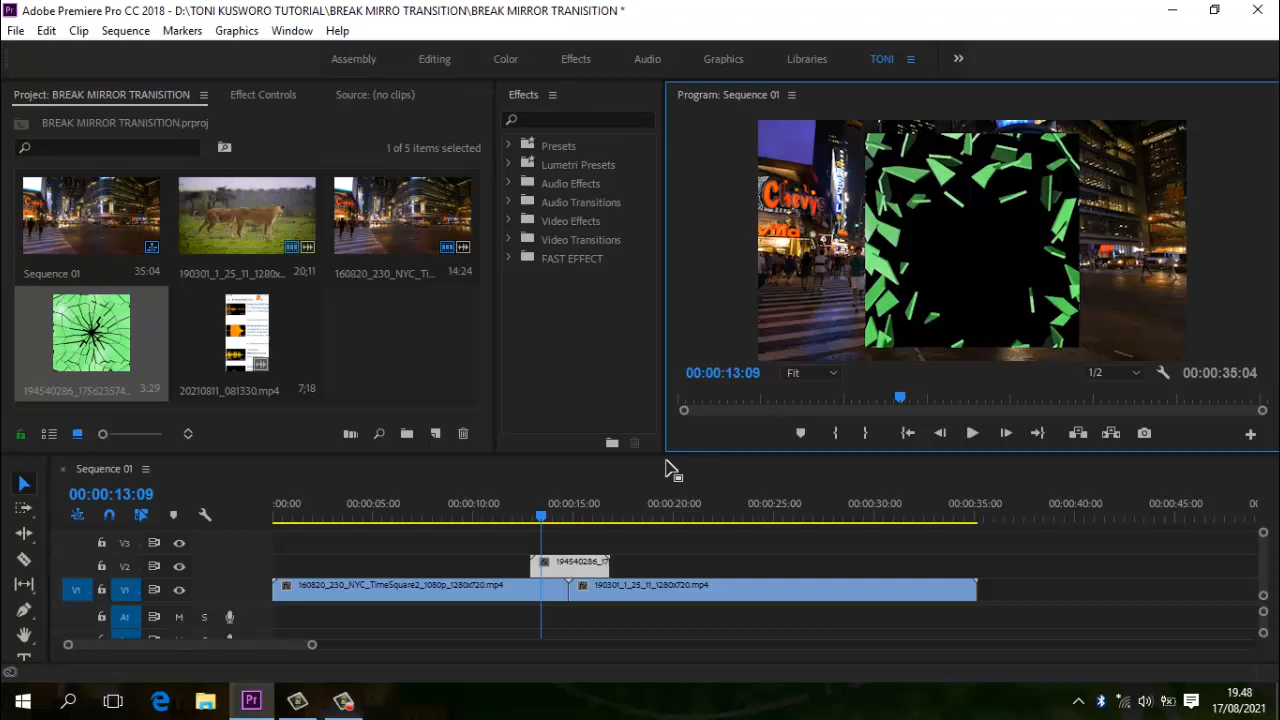 Pr Adobe Premiere Pro CC 2018 - D:\TONI KUSWORO TUTORIAL\BREAK MIRRO TRANSITION\BREAK MIRROR TRANSITION *
File Edit Clip Sequence Markers Graphics Window Help
Assembly Editing Color Effects Audio Graphics Libraries TONI
Project: BREAK MIRROR TRANSITION Effect Controls Source: (no clips)
BREAK MIRROR TRANSITION.prproj
1 of 5 items selected
Sequence 01 35:04
190301_1_25_11_1280x... 20;11
160820_230_NYC_Ti... 14:24
194540286_175623574... 3:29
20210811_081330.mp4 7;18
Effects
Presets
Lumetri Presets
Audio Effects
Audio Transitions
Video Effects
Video Transitions
FAST EFFECT
Program: Sequence 01
Chevys
00:00:13:09 Fit 1/2 00:00:35:04
× Sequence 01
00:00:13:09
:00:00 00:00:05:00 00:00:10:00 00:00:15:00 00:00:20:00 00:00:25:00 00:00:30:00 00:00:35:00 00:00:40:00 00:00:45:00 00:
V3
V2 194540286_17
V1 V1 160820_230_NYC_TimeSquare2_1080p_1280x720.mp4 190301_1_25_11_1280x720.mp4
A1 M S
Pr
19.48
17/08/2021